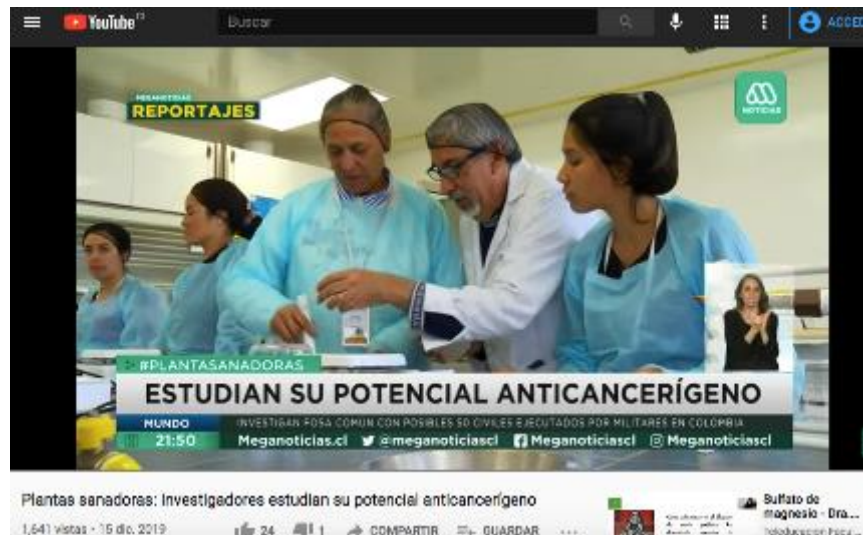 YouTube
Buscar
ACCED
MEGANOTICIAS
REPORTAJES
NOTICIAS
#PLANTASANADORAS
ESTUDIAN SU POTENCIAL ANTICANCERÍGENO
MUNDO
INVESTIGAN FOSA COMÚN CON POSIBLES 50 CIVILES EJECUTADOS POR MILITARES EN COLOMBIA
21:50
Meganoticias.cl @meganoticiascl Meganoticiascl Meganoticiascl
Plantas sanadoras: Investigadores estudian su potencial anticancerígeno
1,641 vistas • 15 dic. 2019
24 1 COMPARTIR GUARDAR ...
Sulfato de
magnesio - Dra....